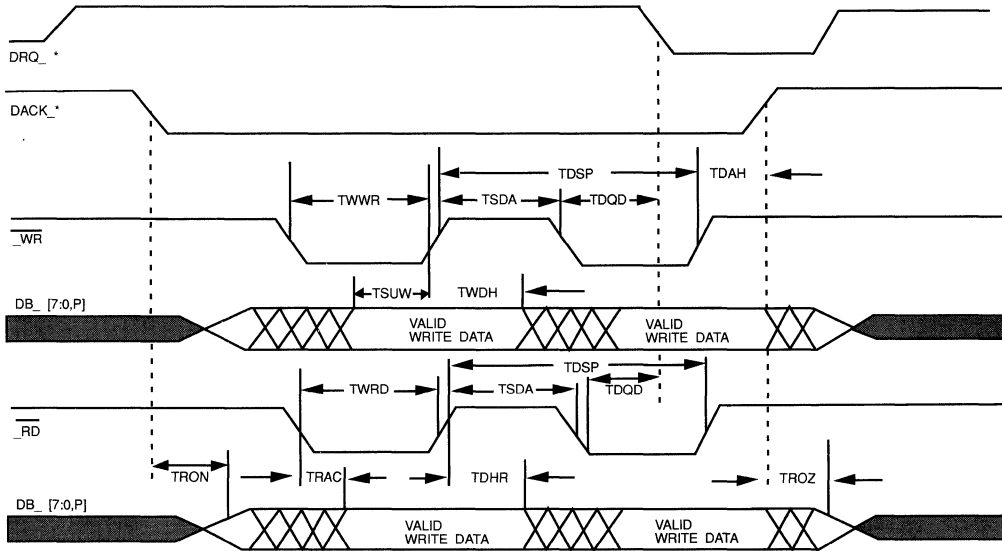 DRQ_ *
DACK_*
TDSP TDAH
TWWR TSDA TDQD
_WR
TSUW TWDH
DB_ [7:0,P]
VALID WRITE DATA
VALID WRITE DATA
TDSP
TWRD TSDA TDQD
_RD
TRON TRAC TDHR TROZ
DB_ [7:0,P]
VALID WRITE DATA
VALID WRITE DATA